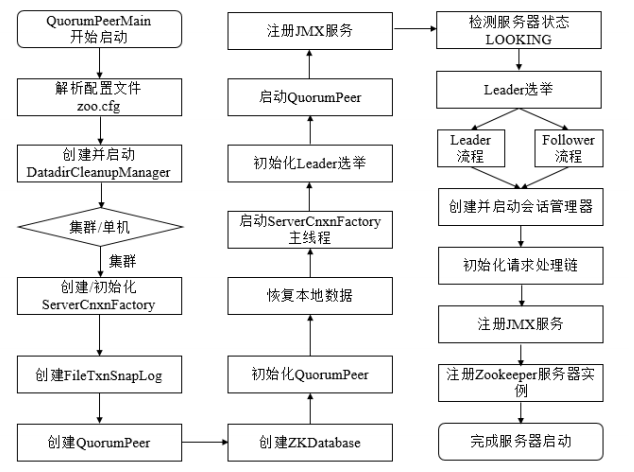 QuorumPeerMain
开始启动
解析配置文件
zoo.cfg
创建并启动
DatadirCleanupManager
集群/单机
集群
创建/初始化
ServerCnxnFactory
创建FileTxnSnapLog
创建QuorumPeer
创建ZKDatabase
初始化QuorumPeer
恢复本地数据
启动ServerCnxnFactory
主线程
初始化Leader选举
启动QuorumPeer
注册JMX服务
检测服务器状态
LOOKING
Leader选举
Leader
流程
Follower
流程
创建并启动会话管理器
初始化请求处理链
注册JMX服务
注册Zookeeper服务器实
例
完成服务器启动